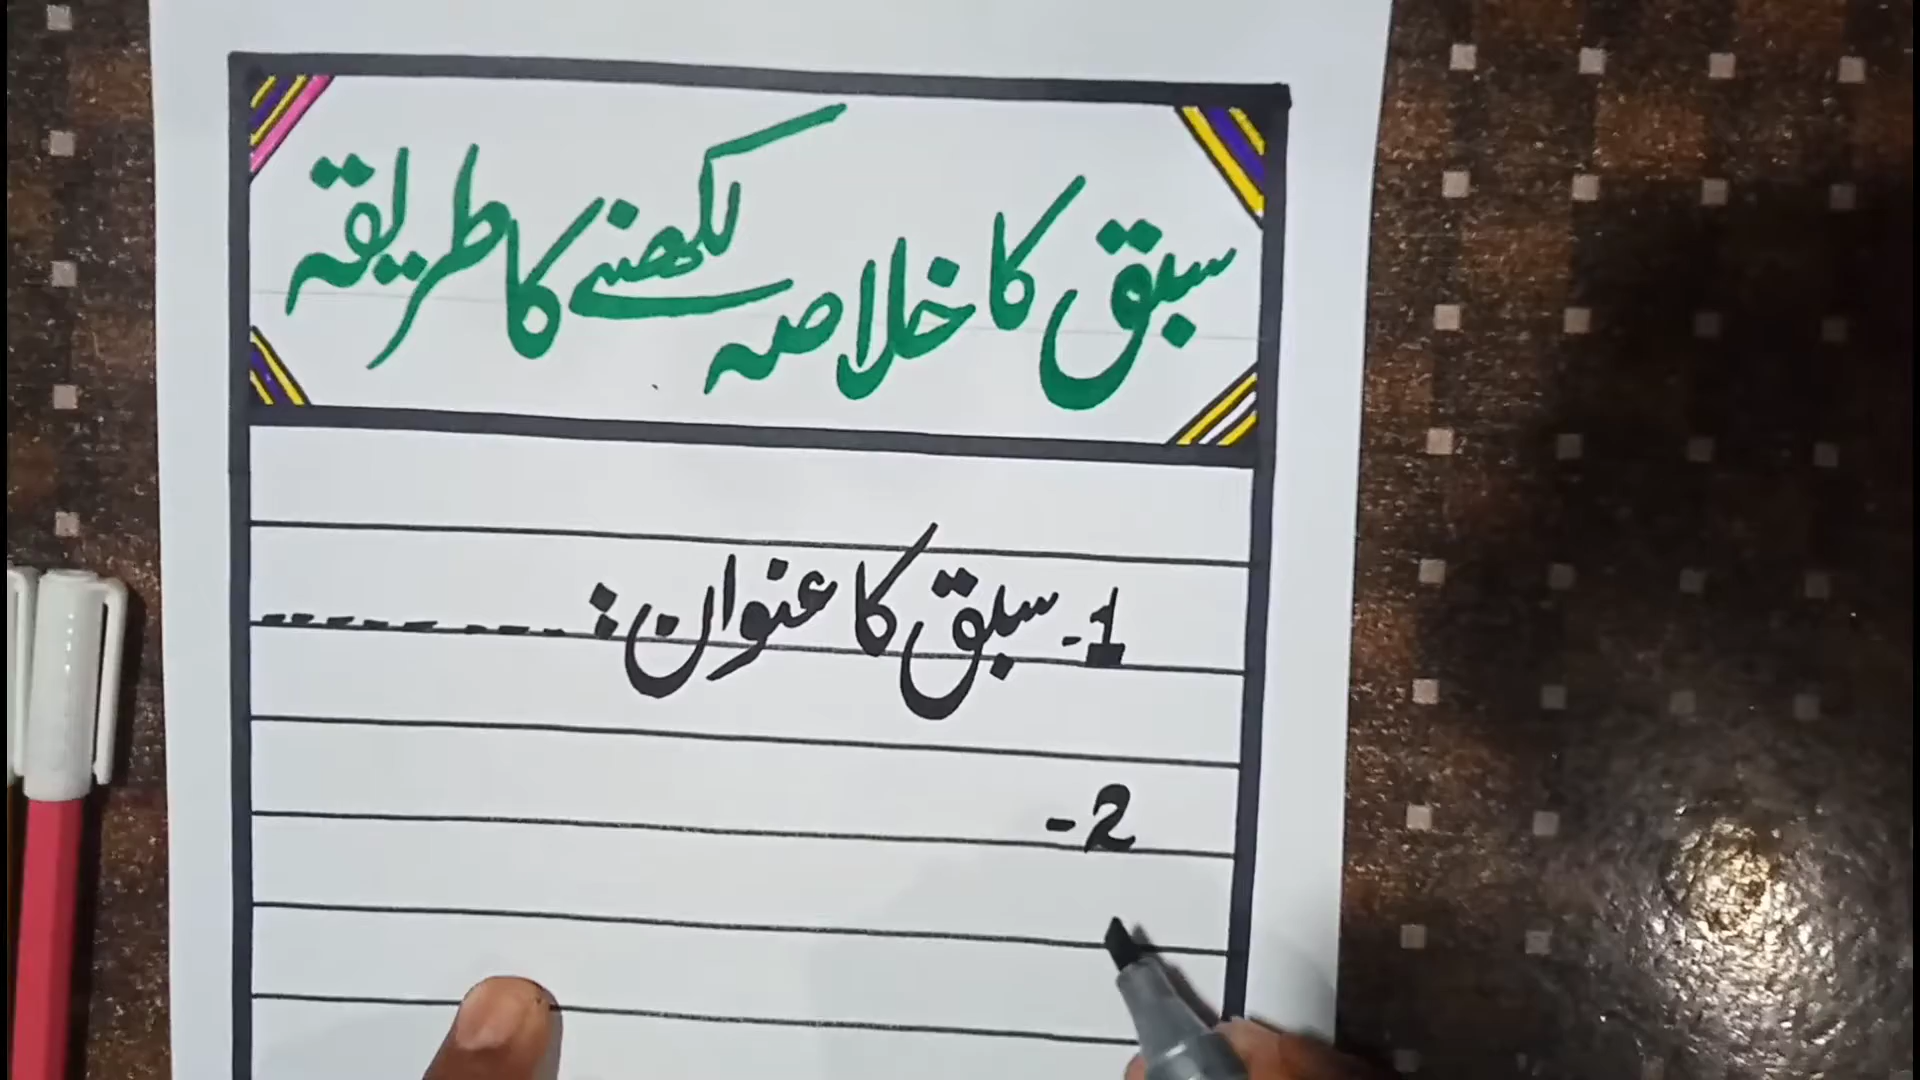 سبق کا خلاصہ لکھنے کا طریقہ
1- سبق کا عنوان : ---------
2-